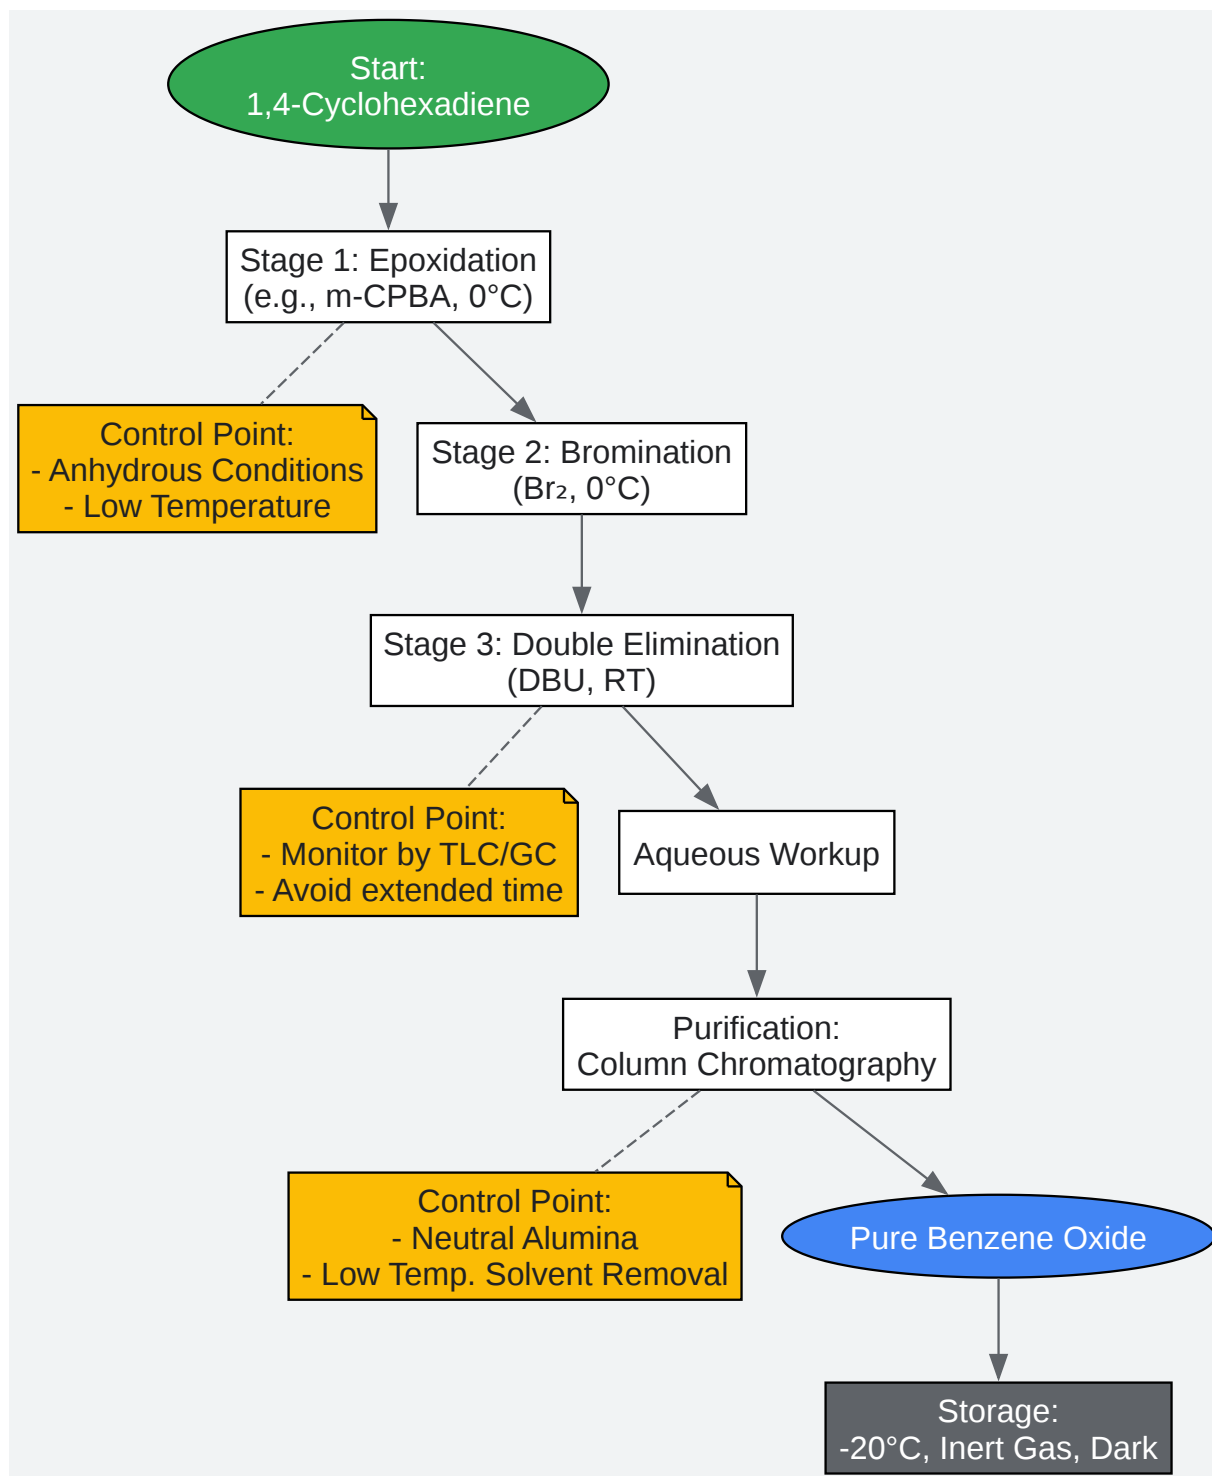 Start:
1,4-Cyclohexadiene
Stage 1: Epoxidation
(e.g., m-CPBA, 0°C)
Control Point:
- Anhydrous Conditions
- Low Temperature
Stage 2: Bromination
(Br₂, 0°C)
Stage 3: Double Elimination
(DBU, RT)
Control Point:
- Monitor by TLC/GC
- Avoid extended time
Aqueous Workup
Purification:
Column Chromatography
Control Point:
- Neutral Alumina
- Low Temp. Solvent Removal
Pure Benzene Oxide
Storage:
-20°C, Inert Gas, Dark